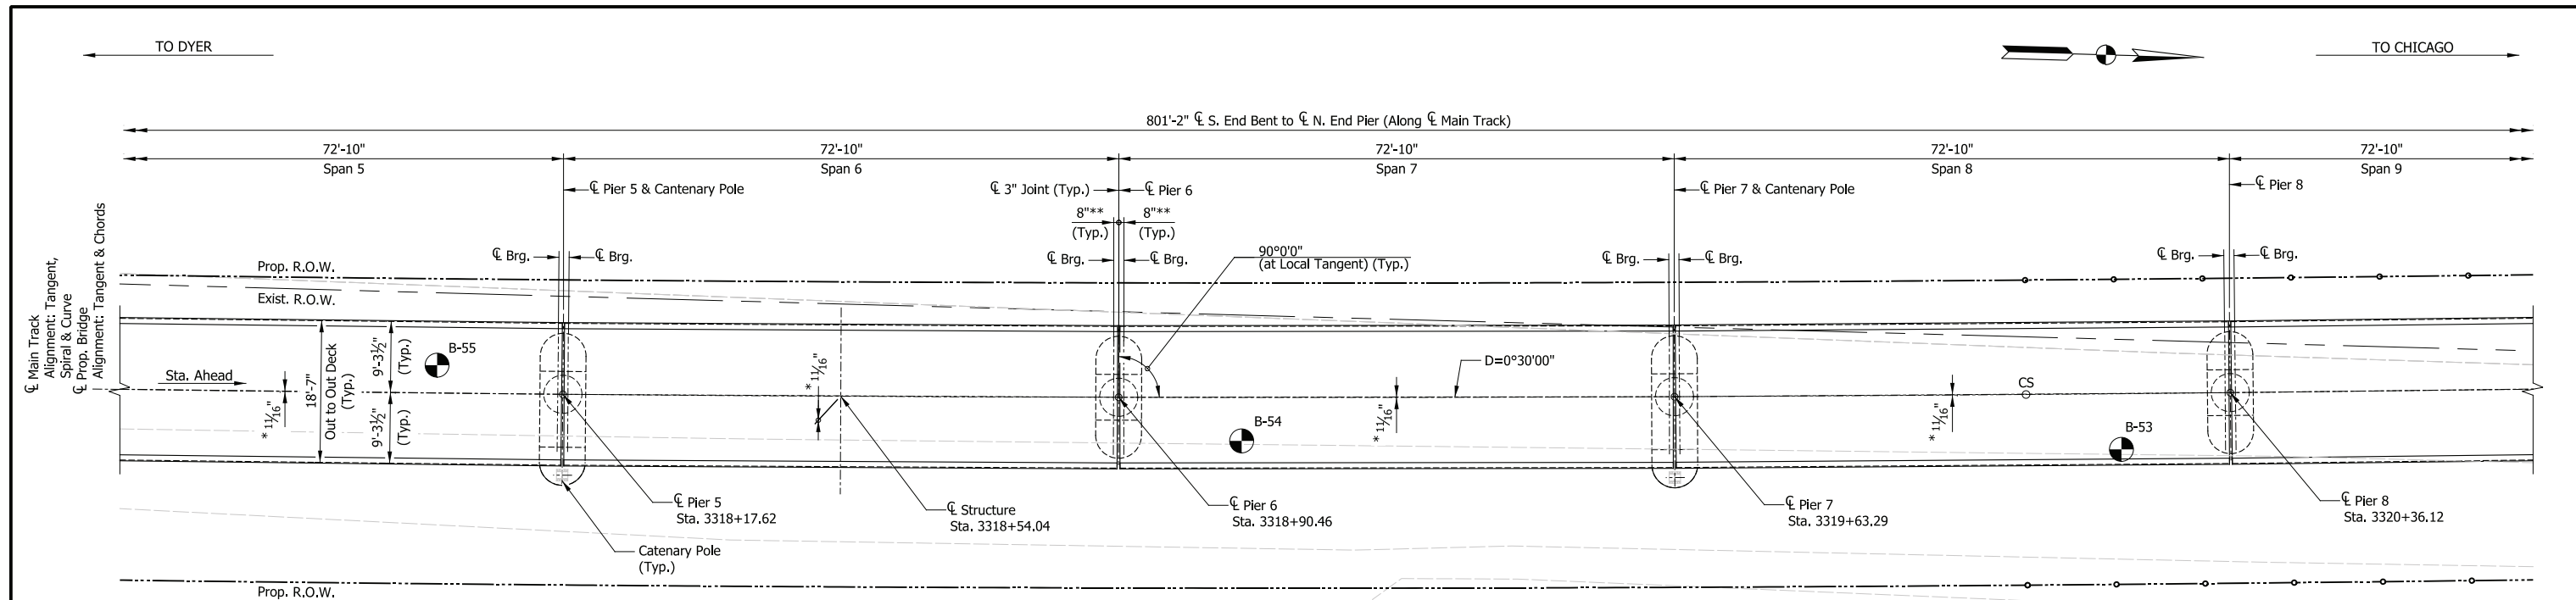 TO DYER
TO CHICAGO
801'-2" ℄ S. End Bent to ℄ N. End Pier (Along ℄ Main Track)
72'-10"
Span 5
72'-10"
Span 6
72'-10"
Span 7
72'-10"
Span 8
72'-10"
Span 9
℄ Pier 5 & Cantenary Pole
℄ 3" Joint (Typ.)
℄ Pier 6
℄ Pier 7 & Cantenary Pole
℄ Pier 8
8"**
(Typ.)
8"**
(Typ.)
℄ Brg.
℄ Brg.
℄ Brg.
℄ Brg.
90°0'0"
(at Local Tangent) (Typ.)
℄ Brg.
℄ Brg.
℄ Brg.
℄ Brg.
℄ Main Track
Alignment: Tangent,
Spiral & Curve
℄ Prop. Bridge
Alignment: Tangent & Chords
Prop. R.O.W.
Exist. R.O.W.
Sta. Ahead
* 11/16"
18'-7"
Out to Out Deck
(Typ.)
9'-3½"
(Typ.)
9'-3½"
(Typ.)
B-55
* 11/16"
B-54
* 11/16"
D=0°30'00"
* 11/16"
CS
B-53
℄ Pier 5
Sta. 3318+17.62
℄ Structure
Sta. 3318+54.04
℄ Pier 6
Sta. 3318+90.46
℄ Pier 7
Sta. 3319+63.29
℄ Pier 8
Sta. 3320+36.12
Catenary Pole
(Typ.)
Prop. R.O.W.